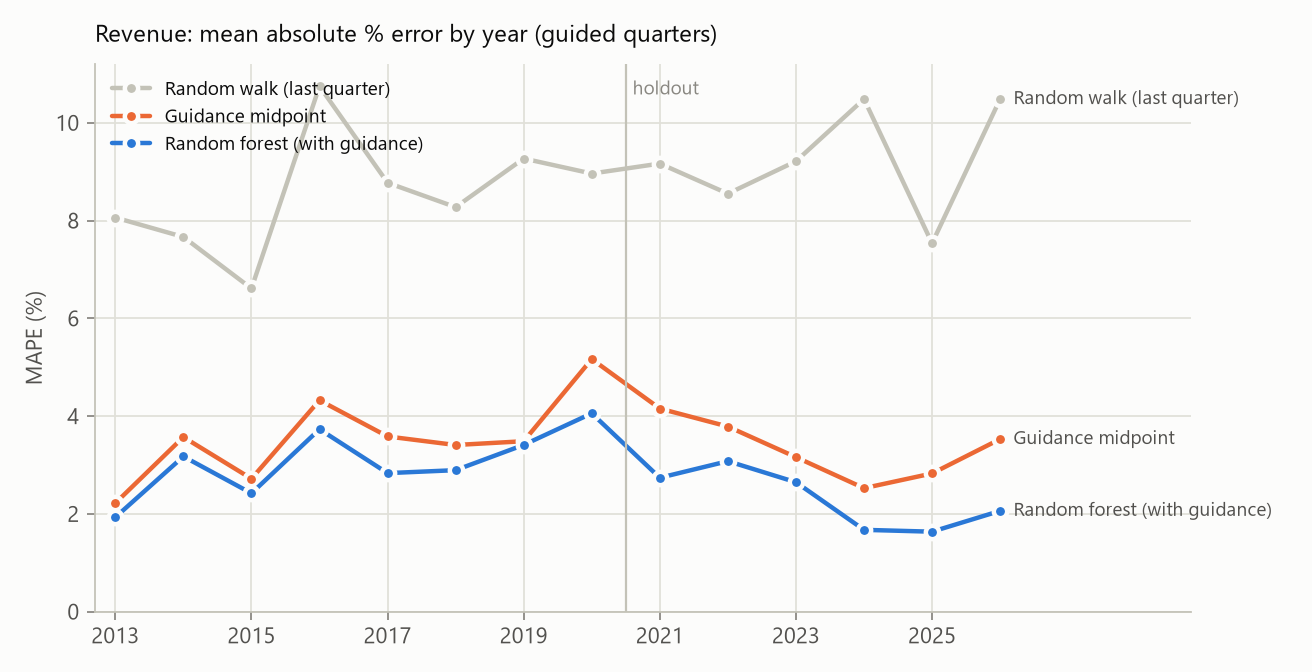 Revenue: mean absolute % error by year (guided quarters)
Random walk (last quarter)
Guidance midpoint
Random forest (with guidance)
holdout
Random walk (last quarter)
Guidance midpoint
Random forest (with guidance)
MAPE (%)
10
8
6
4
2
0
2013 2015 2017 2019 2021 2023 2025